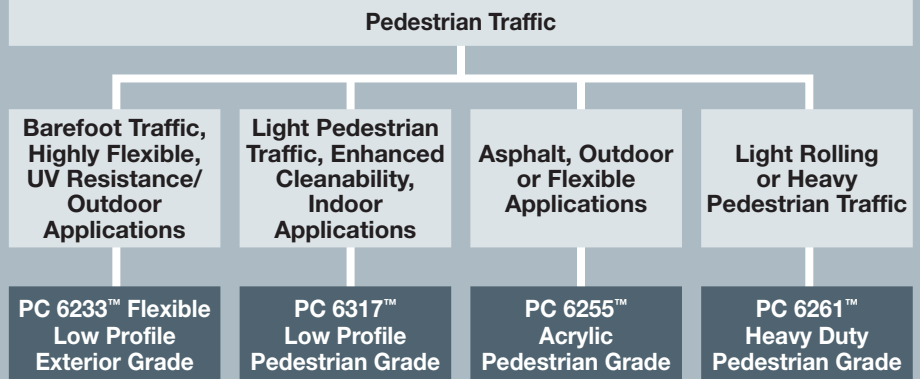 Pedestrian Traffic
Barefoot Traffic,
Highly Flexible,
UV Resistance/
Outdoor
Applications
Light Pedestrian
Traffic, Enhanced
Cleanability,
Indoor
Applications
Asphalt, Outdoor
or Flexible
Applications
Light Rolling
or Heavy
Pedestrian Traffic
PC 6233™ Flexible
Low Profile
Exterior Grade
PC 6317™
Low Profile
Pedestrian Grade
PC 6255™
Acrylic
Pedestrian Grade
PC 6261™
Heavy Duty
Pedestrian Grade